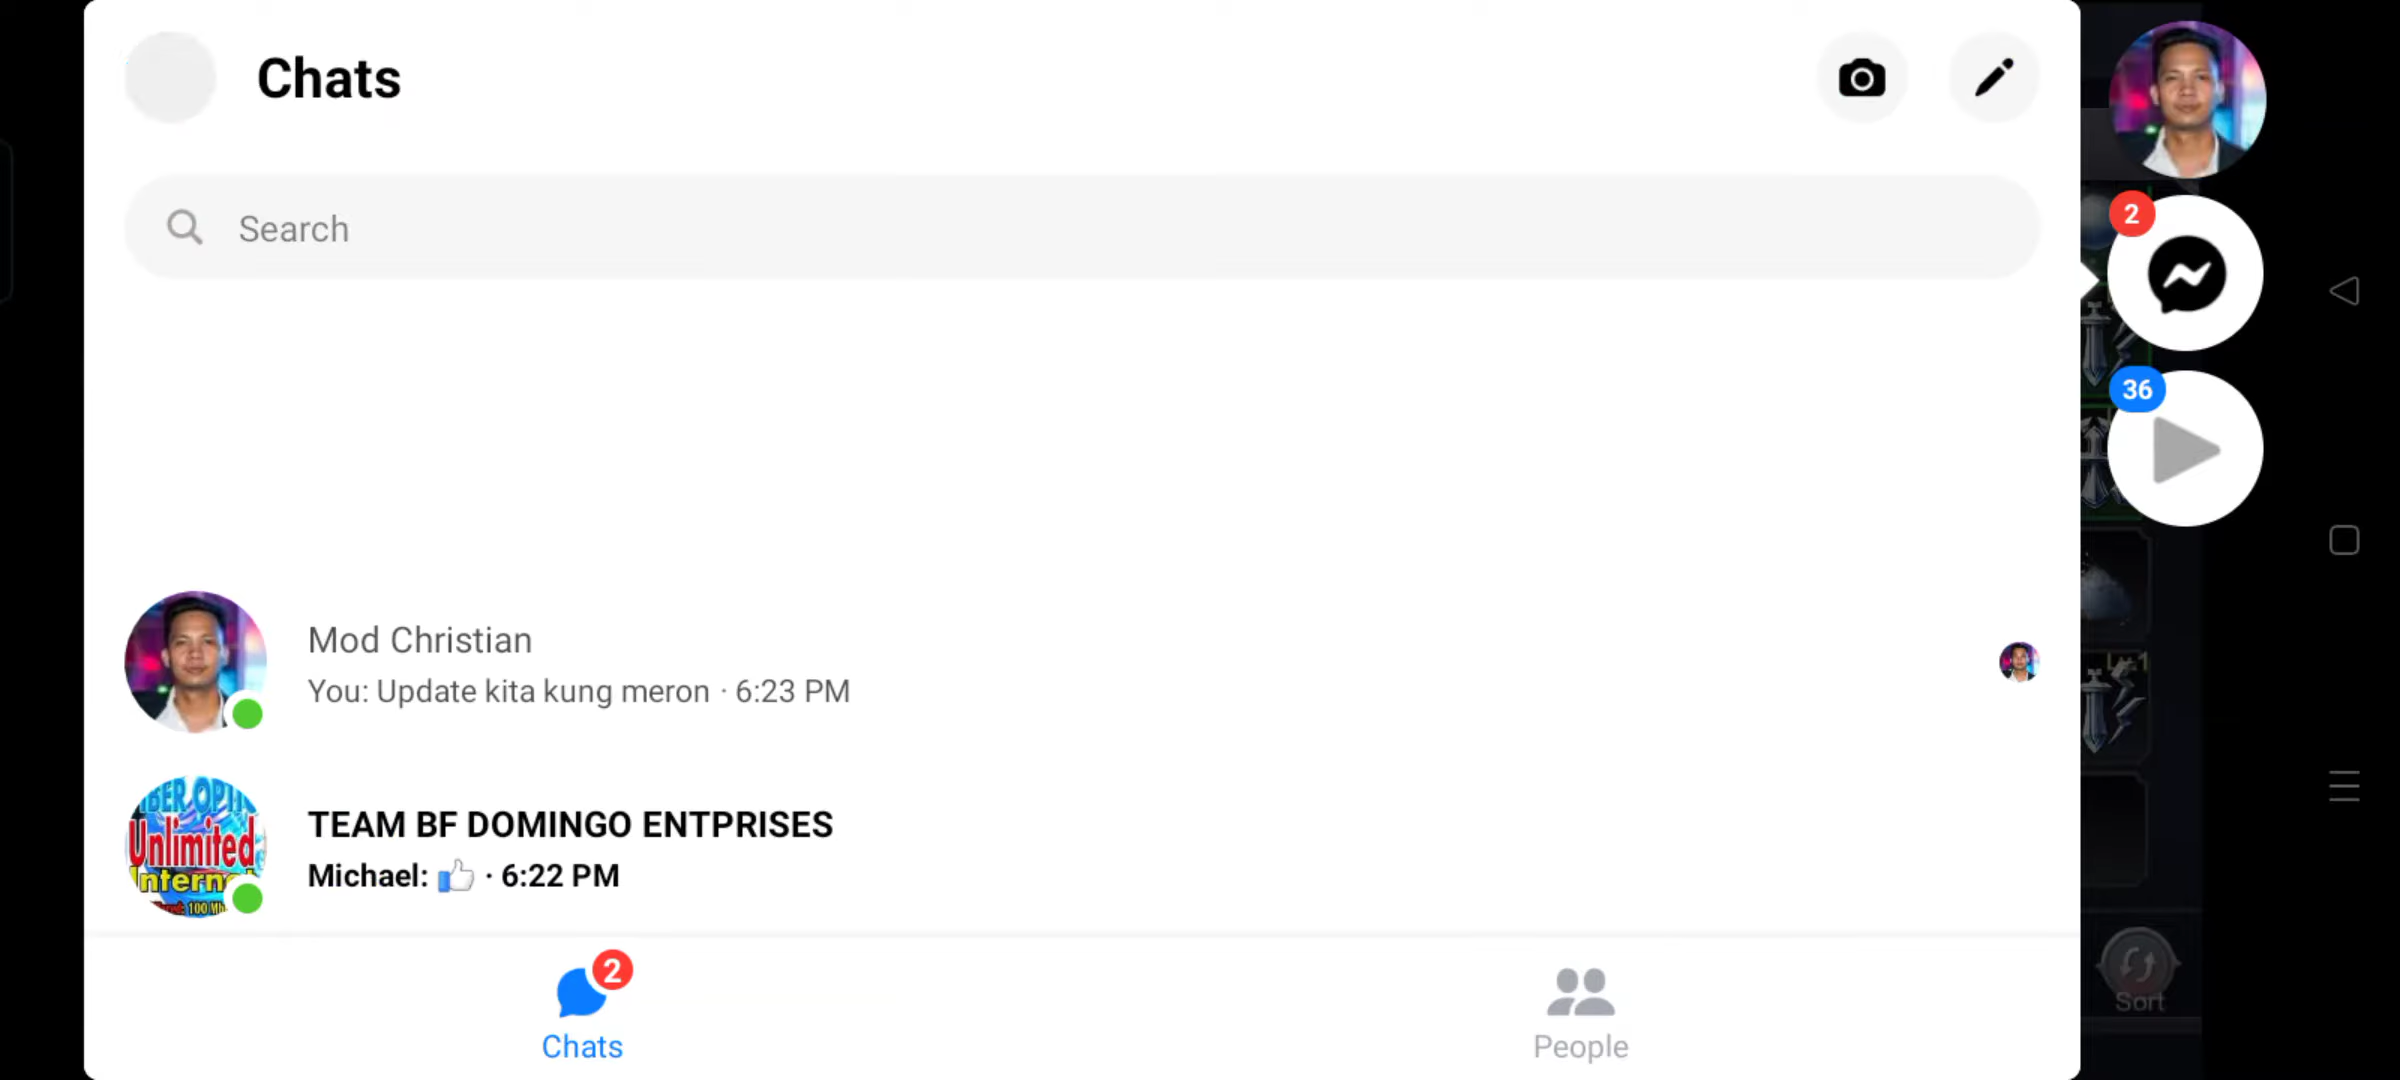 Chats
Search
2
36
Mod Christian
You: Update kita kung meron · 6:23 PM
TEAM BF DOMINGO ENTPRISES
Michael: 👍 · 6:22 PM
Unlimited
100
2
Chats
People
Sort